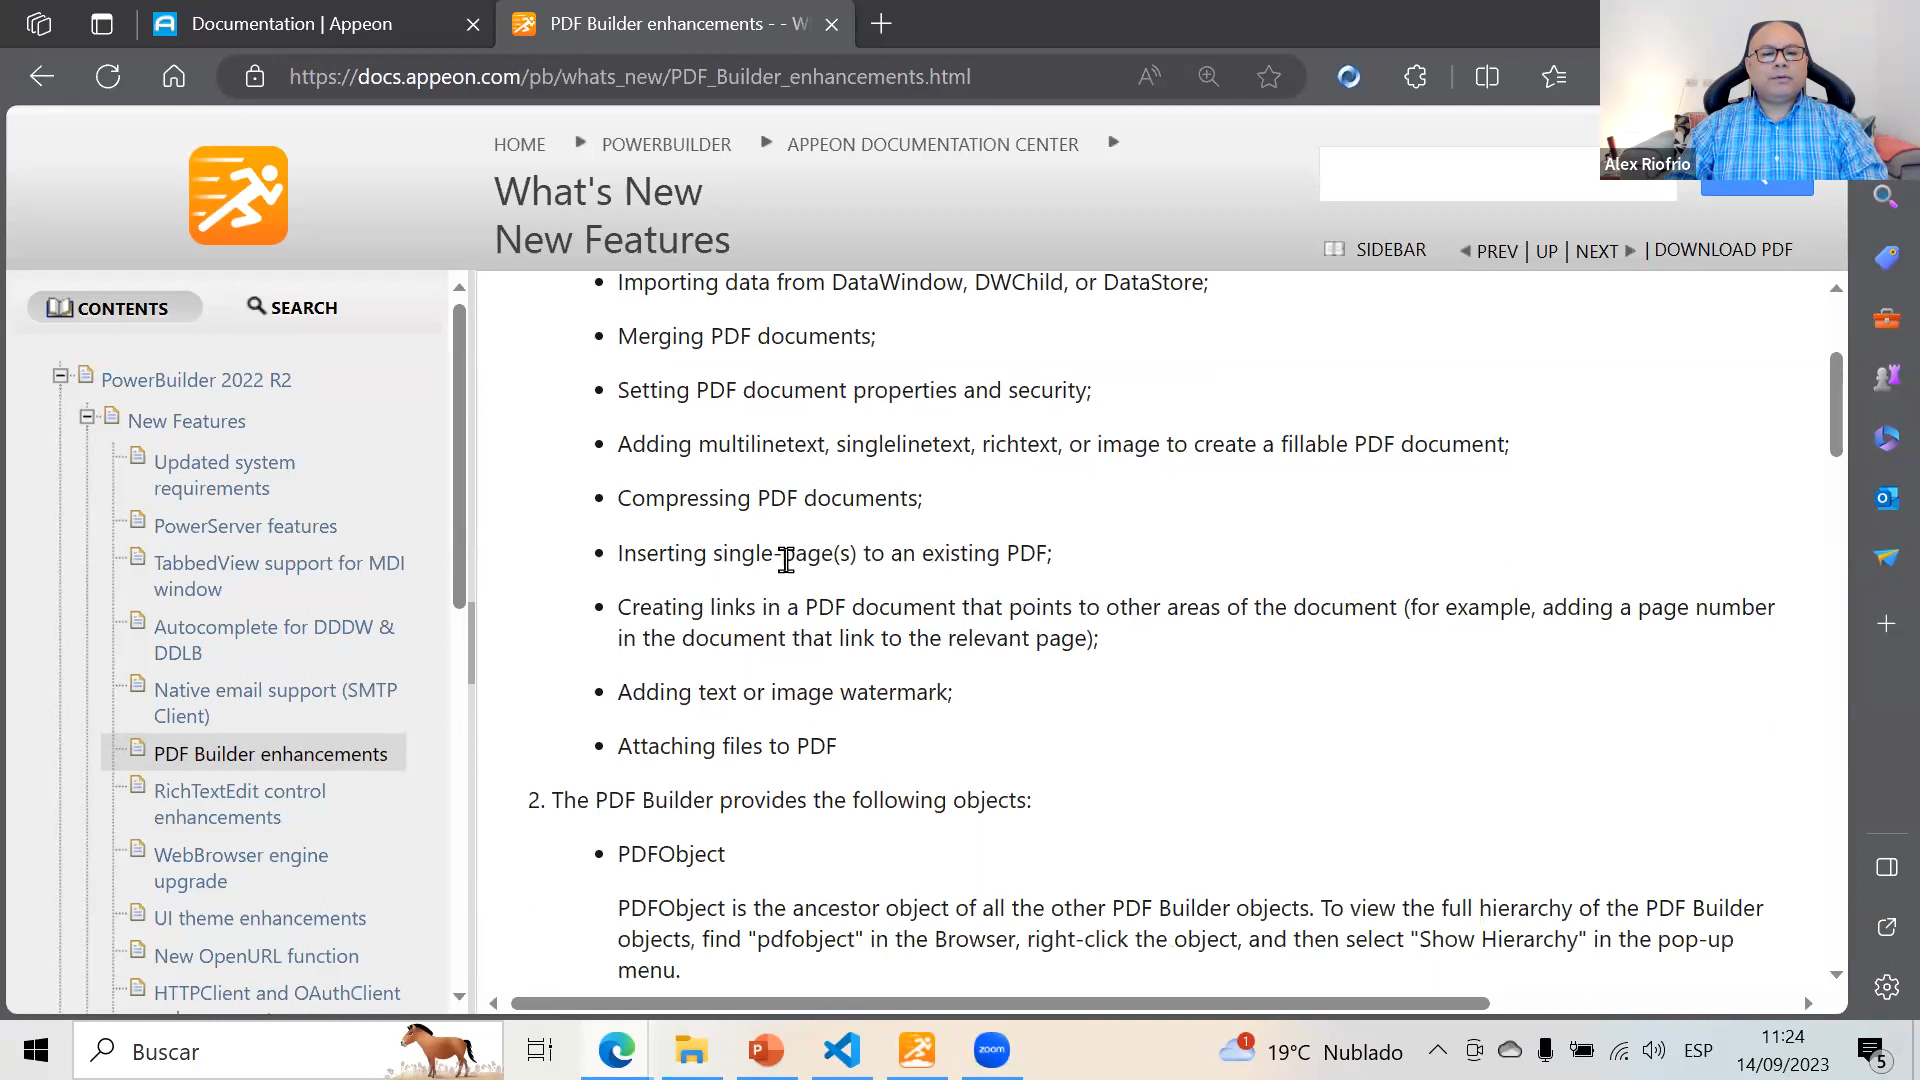 Documentation | Appeon
PDF Builder enhancements - - W
https://docs.appeon.com/pb/whats_new/PDF_Builder_enhancements.html
Alex Riofrio
HOME POWERBUILDER APPEON DOCUMENTATION CENTER
What's New
New Features
SIDEBAR PREV | UP | NEXT | DOWNLOAD PDF
CONTENTS SEARCH
PowerBuilder 2022 R2
New Features
Updated system
requirements
PowerServer features
TabbedView support for MDI
window
Autocomplete for DDDW &
DDLB
Native email support (SMTP
Client)
PDF Builder enhancements
RichTextEdit control
enhancements
WebBrowser engine
upgrade
UI theme enhancements
New OpenURL function
HTTPClient and OAuthClient
• Importing data from DataWindow, DWChild, or DataStore;
• Merging PDF documents;
• Setting PDF document properties and security;
• Adding multilinetext, singlelinetext, richtext, or image to create a fillable PDF document;
• Compressing PDF documents;
• Inserting single-page(s) to an existing PDF;
• Creating links in a PDF document that points to other areas of the document (for example, adding a page number
in the document that link to the relevant page);
• Adding text or image watermark;
• Attaching files to PDF
2. The PDF Builder provides the following objects:
• PDFObject
PDFObject is the ancestor object of all the other PDF Builder objects. To view the full hierarchy of the PDF Builder
objects, find "pdfobject" in the Browser, right-click the object, and then select "Show Hierarchy" in the pop-up
menu.
Buscar
zoom
1
19°C Nublado
ESP
11:24
14/09/2023
5